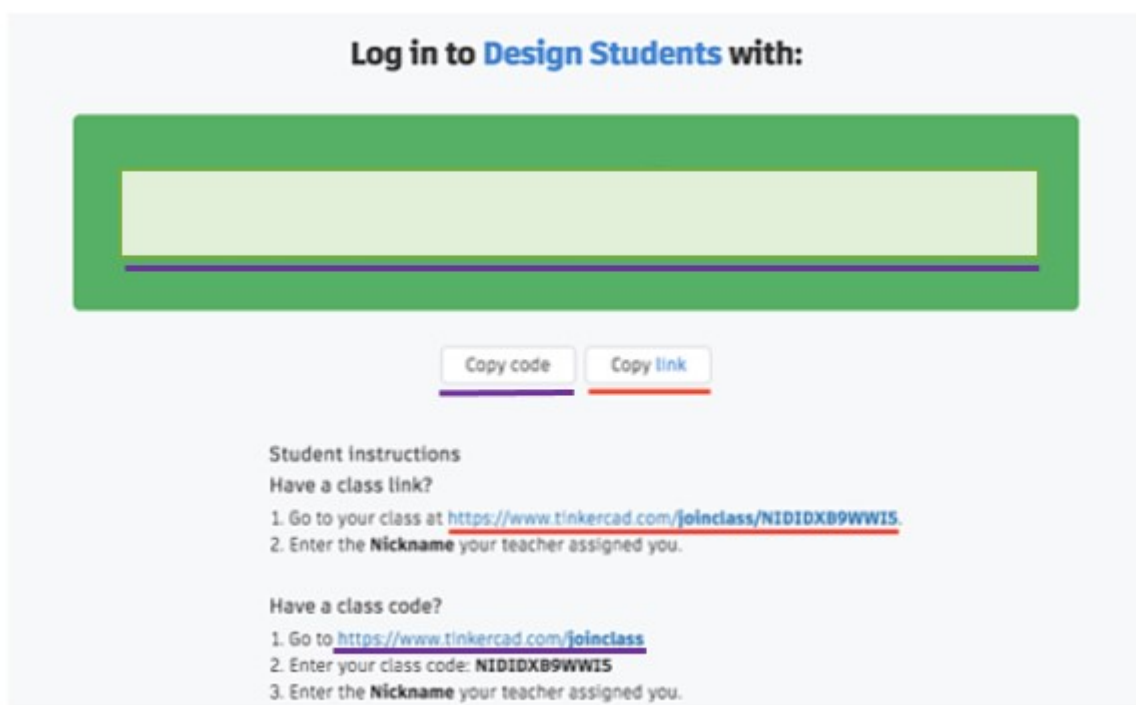 Log in to Design Students with:
Copy code
Copy link
Student instructions
Have a class link?
1. Go to your class at https://www.tinkercad.com/joinclass/NIDIDXB9WWI5.
2. Enter the Nickname your teacher assigned you.
Have a class code?
1. Go to https://www.tinkercad.com/joinclass
2. Enter your class code: NIDIDXB9WWI5
3. Enter the Nickname your teacher assigned you.